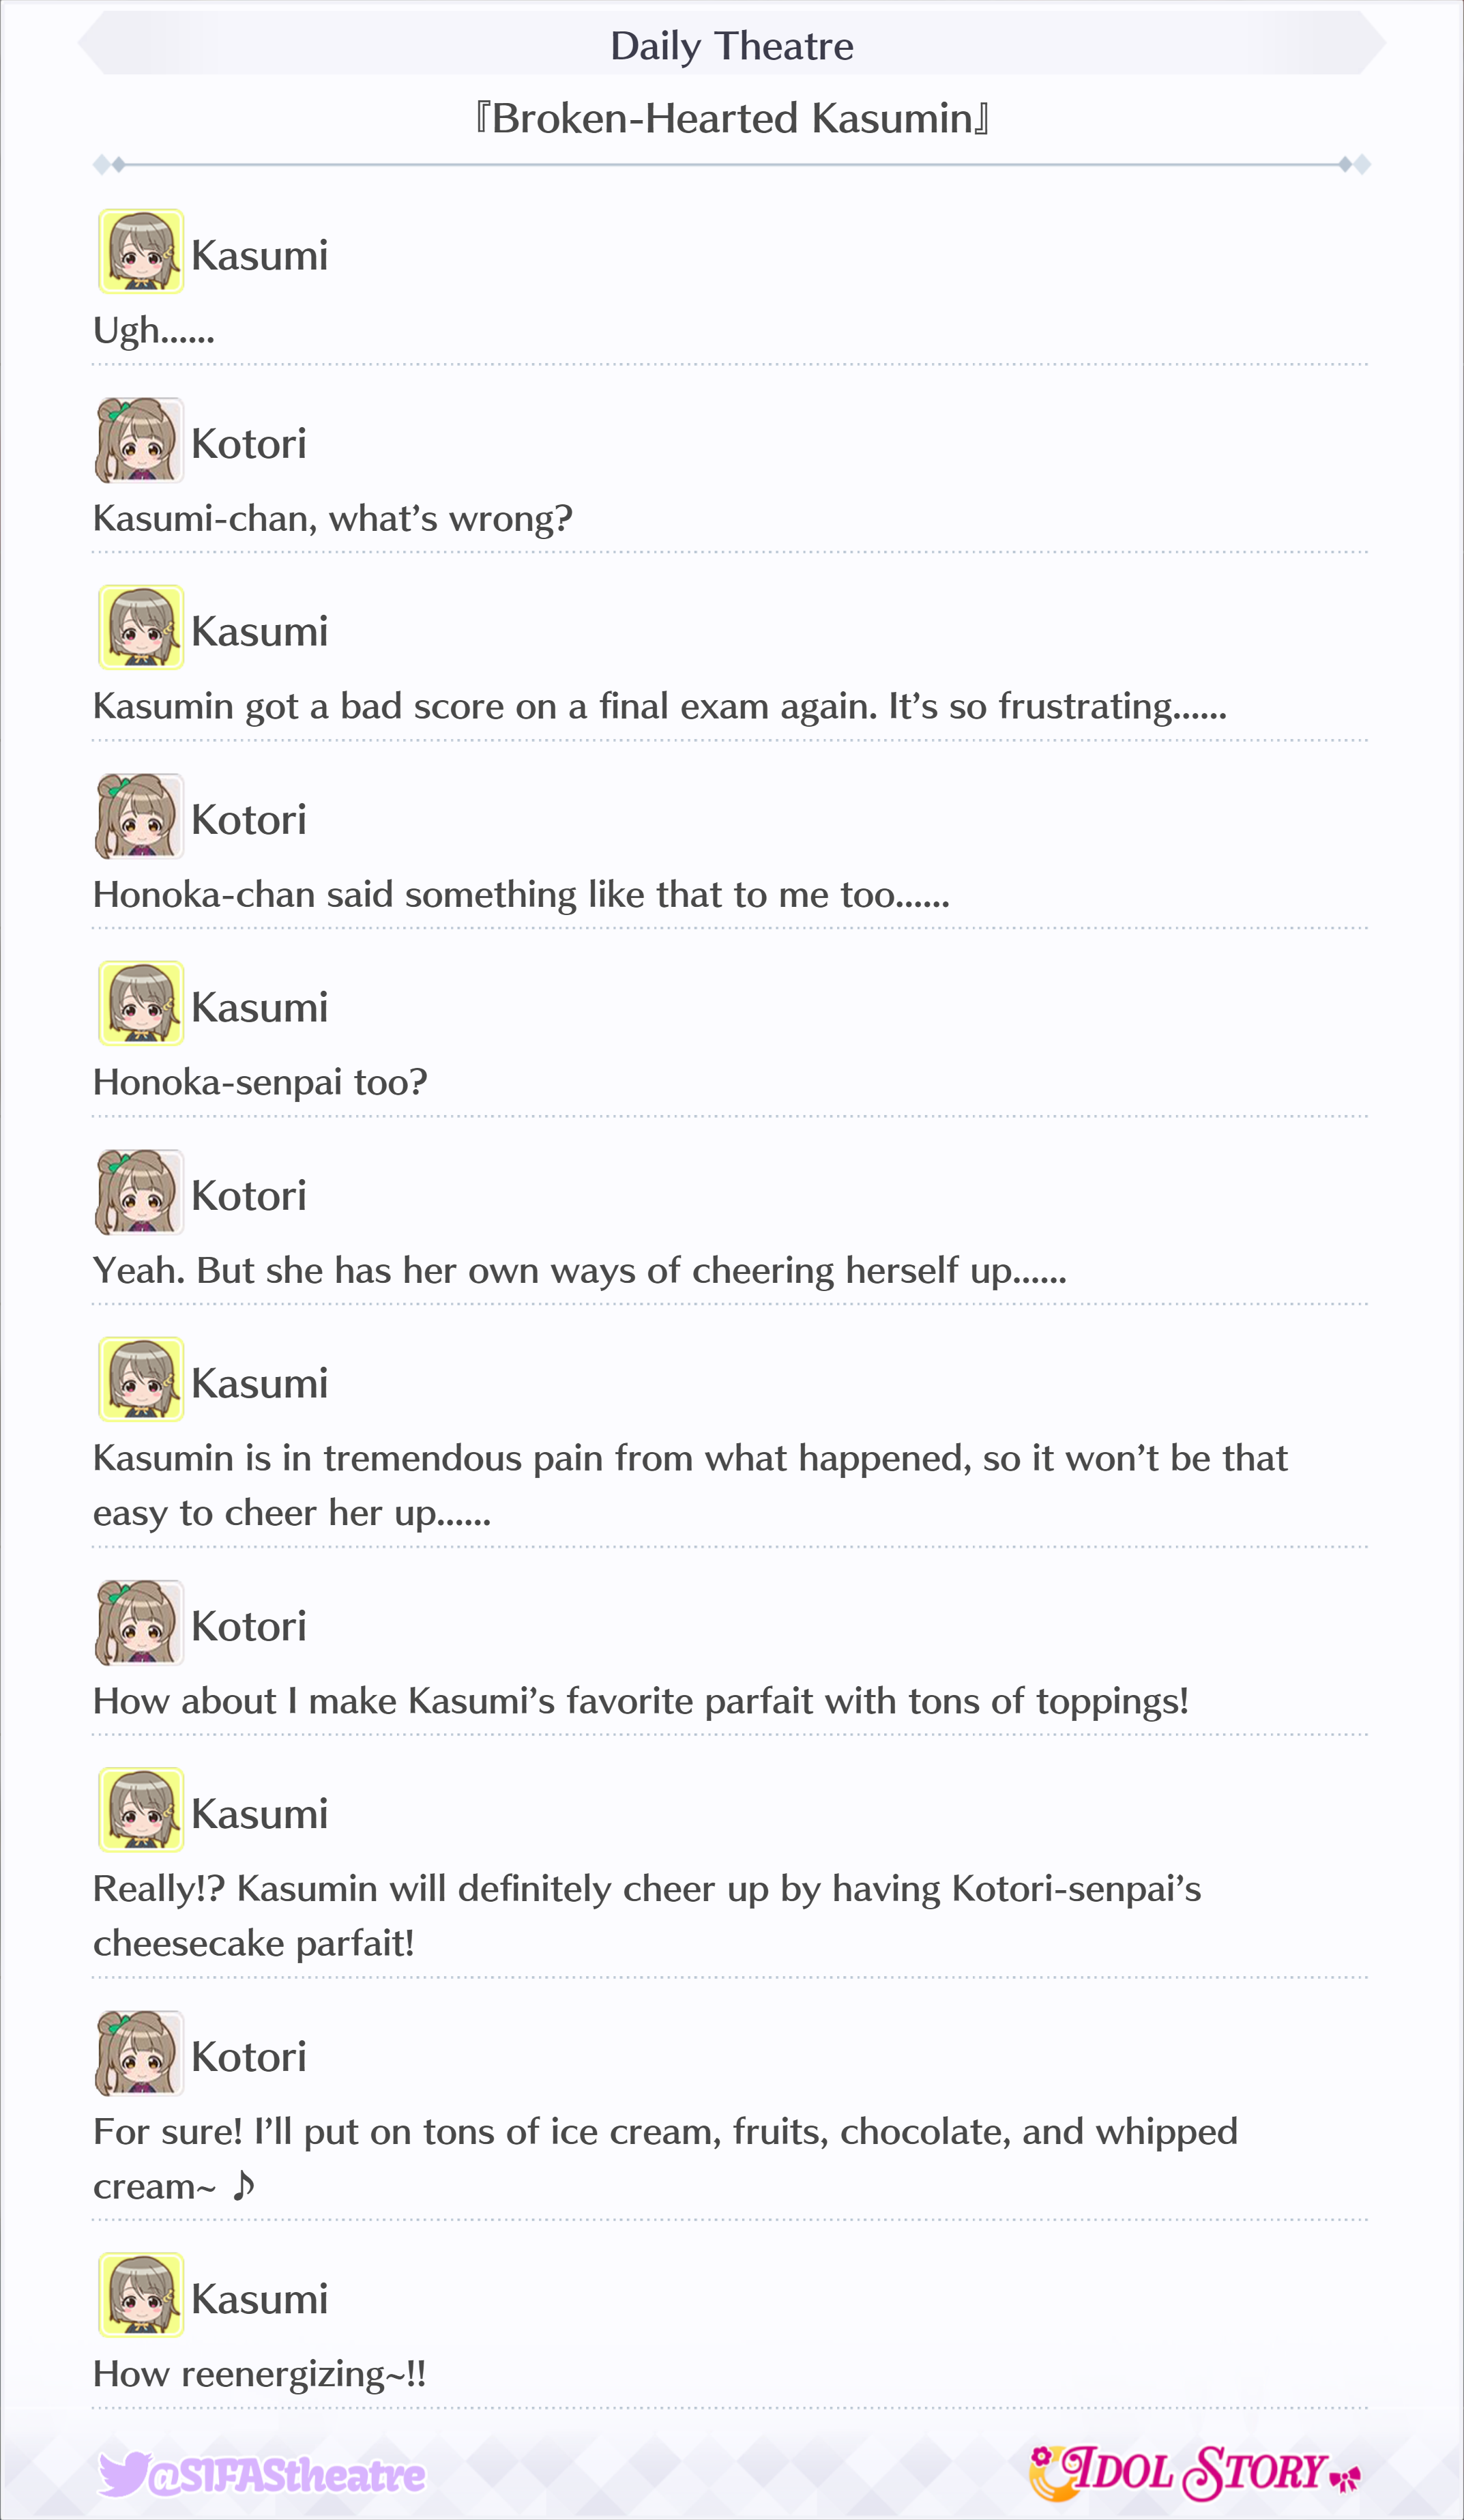 Daily Theatre
『Broken-Hearted Kasumin』
Kasumi
Ugh......
Kotori
Kasumi-chan, what’s wrong?
Kasumi
Kasumin got a bad score on a final exam again. It’s so frustrating......
Kotori
Honoka-chan said something like that to me too......
Kasumi
Honoka-senpai too?
Kotori
Yeah. But she has her own ways of cheering herself up......
Kasumi
Kasumin is in tremendous pain from what happened, so it won’t be that
easy to cheer her up......
Kotori
How about I make Kasumi’s favorite parfait with tons of toppings!
Kasumi
Really!? Kasumin will definitely cheer up by having Kotori-senpai’s
cheesecake parfait!
Kotori
For sure! I’ll put on tons of ice cream, fruits, chocolate, and whipped
cream~ ♪
Kasumi
How reenergizing~!!
@SIFAStheatre
IDOL STORY